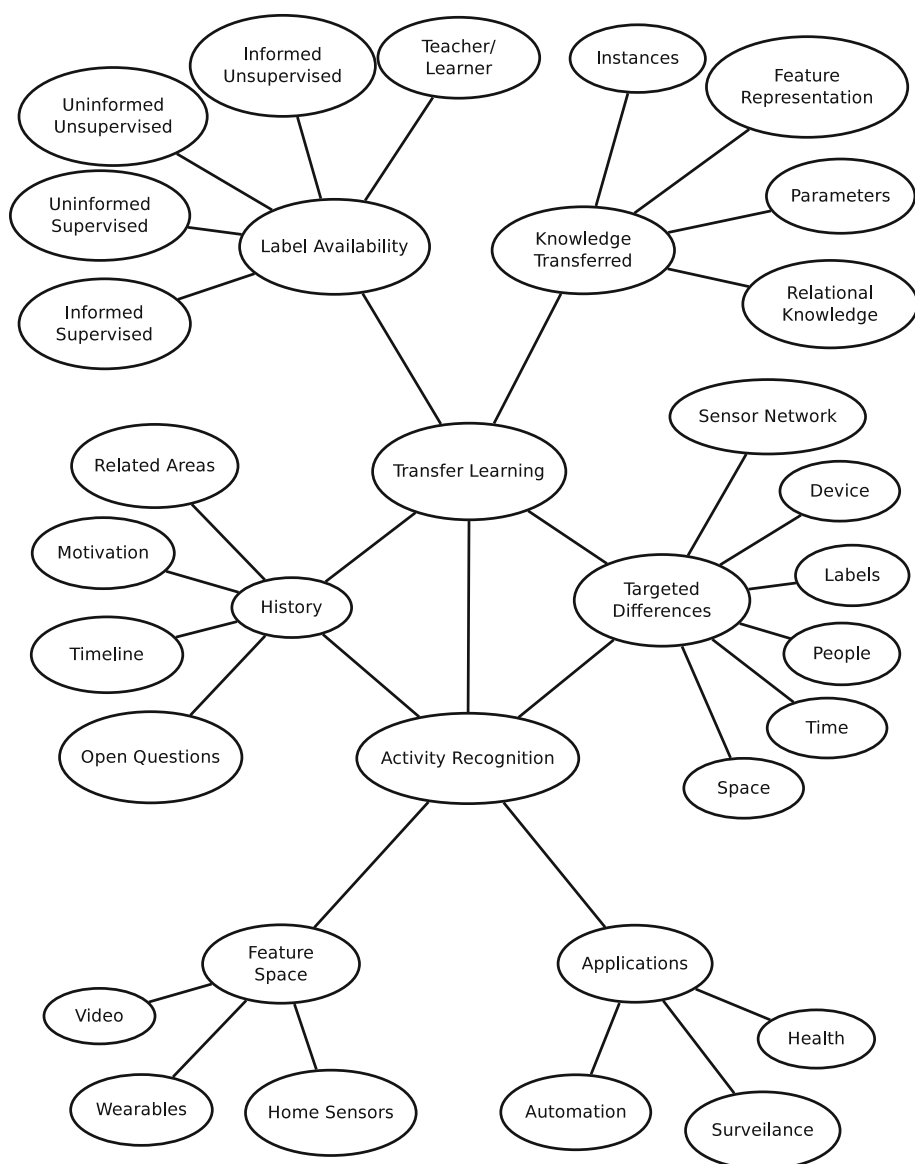 Informed
Unsupervised
Teacher/
Learner
Instances
Feature
Representation
Uninformed
Unsupervised
Uninformed
Supervised
Label Availability
Knowledge
Transferred
Parameters
Informed
Supervised
Relational
Knowledge
Sensor Network
Related Areas
Transfer Learning
Device
Motivation
Labels
History
Targeted
Differences
Timeline
People
Time
Open Questions
Activity Recognition
Space
Feature
Space
Applications
Video
Health
Wearables
Home Sensors
Automation
Surveilance